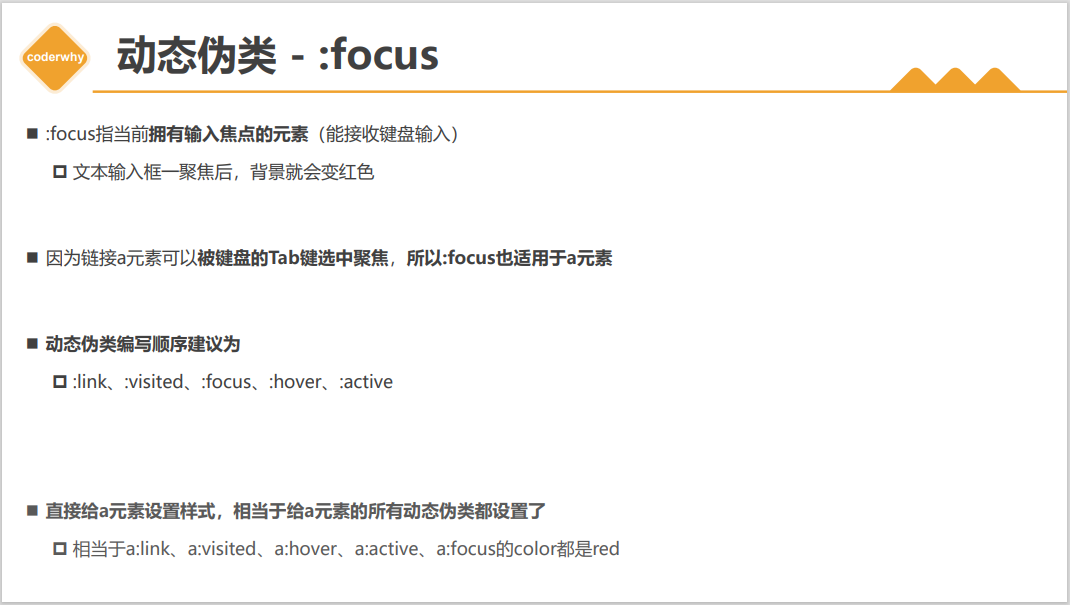 coderwhy
动态伪类 - :focus
:focus指当前拥有输入焦点的元素（能接收键盘输入）
文本输入框一聚焦后，背景就会变红色
因为链接a元素可以被键盘的Tab键选中聚焦，所以:focus也适用于a元素
动态伪类编写顺序建议为
:link、:visited、:focus、:hover、:active
直接给a元素设置样式，相当于给a元素的所有动态伪类都设置了
相当于a:link、a:visited、a:hover、a:active、a:focus的color都是red